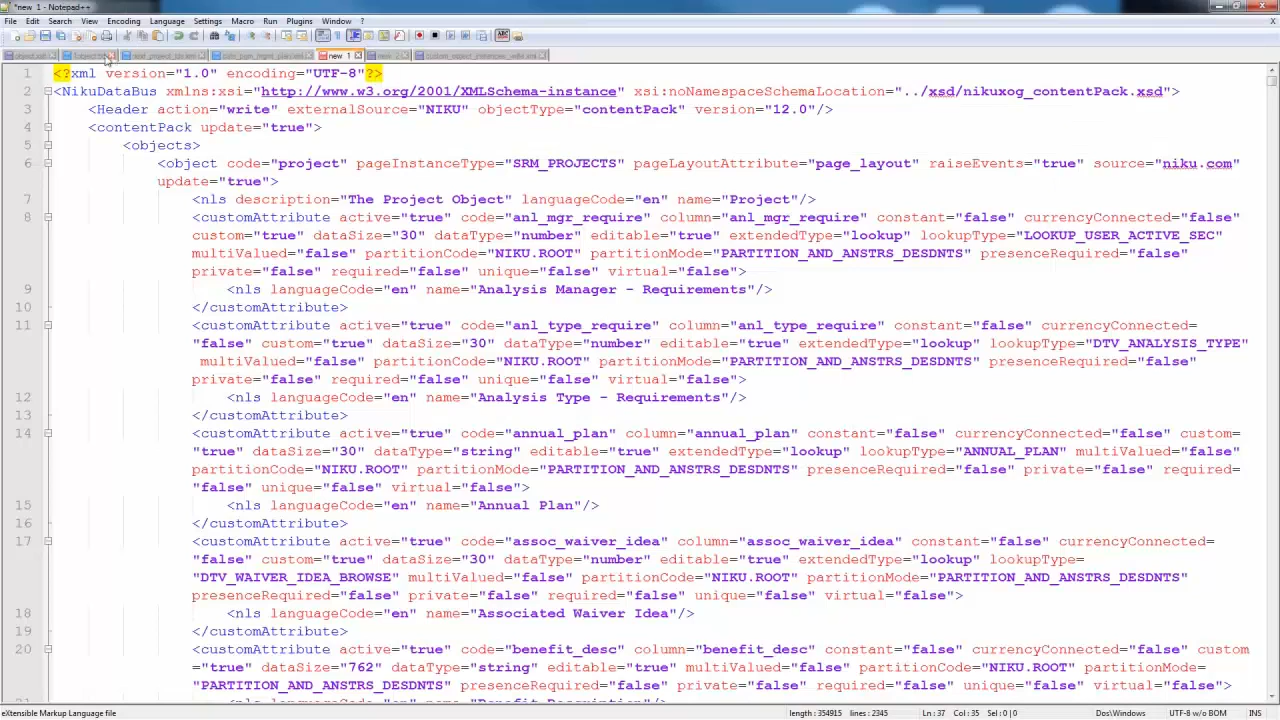 *new 1 - Notepad++
File Edit Search View Encoding Language Settings Macro Run Plugins Window ?
new 1
1 <?xml version="1.0" encoding="UTF-8"?>
2 <NikuDataBus xmlns:xsi="http://www.w3.org/2001/XMLSchema-instance" xsi:noNamespaceSchemaLocation="../xsd/nikuxog_contentPack.xsd">
3 <Header action="write" externalSource="NIKU" objectType="contentPack" version="12.0"/>
4 <contentPack update="true">
5 <objects>
6 <object code="project" pageInstanceType="SRM_PROJECTS" pageLayoutAttribute="page_layout" raiseEvents="true" source="niku.com"
update="true">
7 <nls description="The Project Object" languageCode="en" name="Project"/>
8 <customAttribute active="true" code="anl_mgr_require" column="anl_mgr_require" constant="false" currencyConnected="false"
custom="true" dataSize="30" dataType="number" editable="true" extendedType="lookup" lookupType="LOOKUP_USER_ACTIVE_SEC"
multiValued="false" partitionCode="NIKU.ROOT" partitionMode="PARTITION_AND_ANSTRS_DESDNTS" presenceRequired="false"
private="false" required="false" unique="false" virtual="false">
9 <nls languageCode="en" name="Analysis Manager - Requirements"/>
10 </customAttribute>
11 <customAttribute active="true" code="anl_type_require" column="anl_type_require" constant="false" currencyConnected=
"false" custom="true" dataSize="30" dataType="number" editable="true" extendedType="lookup" lookupType="DTV_ANALYSIS_TYPE"
multiValued="false" partitionCode="NIKU.ROOT" partitionMode="PARTITION_AND_ANSTRS_DESDNTS" presenceRequired="false"
private="false" required="false" unique="false" virtual="false">
12 <nls languageCode="en" name="Analysis Type - Requirements"/>
13 </customAttribute>
14 <customAttribute active="true" code="annual_plan" column="annual_plan" constant="false" currencyConnected="false" custom=
"true" dataSize="30" dataType="string" editable="true" extendedType="lookup" lookupType="ANNUAL_PLAN" multiValued="false"
partitionCode="NIKU.ROOT" partitionMode="PARTITION_AND_ANSTRS_DESDNTS" presenceRequired="false" private="false" required=
"false" unique="false" virtual="false">
15 <nls languageCode="en" name="Annual Plan"/>
16 </customAttribute>
17 <customAttribute active="true" code="assoc_waiver_idea" column="assoc_waiver_idea" constant="false" currencyConnected=
"false" custom="true" dataSize="30" dataType="number" editable="true" extendedType="lookup" lookupType=
"DTV_WAIVER_IDEA_BROWSE" multiValued="false" partitionCode="NIKU.ROOT" partitionMode="PARTITION_AND_ANSTRS_DESDNTS"
presenceRequired="false" private="false" required="false" unique="false" virtual="false">
18 <nls languageCode="en" name="Associated Waiver Idea"/>
19 </customAttribute>
20 <customAttribute active="true" code="benefit_desc" column="benefit_desc" constant="false" currencyConnected="false" custom
="true" dataSize="762" dataType="string" editable="true" multiValued="false" partitionCode="NIKU.ROOT" partitionMode=
"PARTITION_AND_ANSTRS_DESDNTS" presenceRequired="false" private="false" required="false" unique="false" virtual="false">
eXtensible Markup Language file length : 354915 lines : 2345 Ln : 37 Col : 35 Sel : 0 | 0 Dos\Windows UTF-8 w/o BOM INS